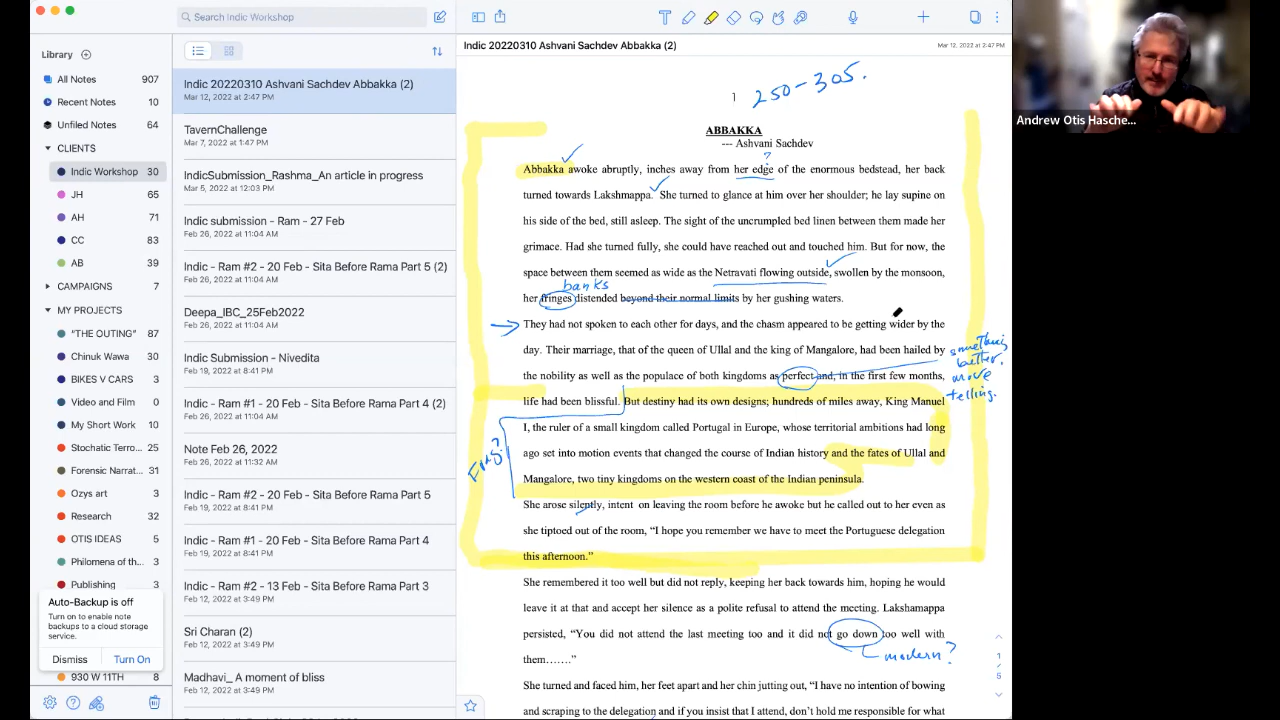 Search Indic Workshop
Library
All Notes 907
Recent Notes 10
Unfiled Notes 64
CLIENTS
Indic Workshop 30
JH 65
AH 71
CC 83
AB 39
CAMPAIGNS 7
MY PROJECTS
“THE OUTING” 87
Chinuk Wawa 30
BIKES V CARS 3
Video and Film 0
My Short Work 10
Stochatic Terro... 25
Forensic Narrat... 31
Ozys art 3
Research 32
OTIS IDEAS 5
Philomena of th... 8
Publishing 3
Auto-Backup is off
Turn on to enable note
backups to a cloud storage
service.
Dismiss Turn On
930 W 11TH 8
Indic 20220310 Ashvani Sachdev Abbakka (2)
Mar 12, 2022 at 2:47 PM
TavernChallenge
Mar 7, 2022 at 1:47 PM
IndicSubmission_Rashma_An article in progress
Mar 5, 2022 at 12:03 PM
Indic submission - Ram - 27 Feb
Feb 26, 2022 at 11:04 AM
Indic - Ram #2 - 20 Feb - Sita Before Rama Part 5 (2)
Feb 26, 2022 at 11:04 AM
Deepa_IBC_25Feb2022
Feb 26, 2022 at 11:04 AM
Indic Submission - Nivedita
Feb 26, 2022 at 11:04 AM
Indic - Ram #1 - 20 Feb - Sita Before Rama Part 4 (2)
Feb 26, 2022 at 11:04 AM
Note Feb 26, 2022
Feb 26, 2022 at 11:04 AM
Indic - Ram #2 - 20 Feb - Sita Before Rama Part 5
Feb 19, 2022 at 8:41 PM
Indic - Ram #1 - 20 Feb - Sita Before Rama Part 4
Feb 19, 2022 at 8:41 PM
Indic - Ram #2 - 13 Feb - Sita Before Rama Part 3
Feb 12, 2022 at 3:49 PM
Sri Charan (2)
Feb 12, 2022 at 3:49 PM
Madhavi_ A moment of bliss
Feb 12, 2022 at 3:49 PM
Indic 20220310 Ashvani Sachdev Abbakka (2)
Mar 12, 2022 at 2:47 PM
1
250-305.
ABBAKKA
--- Ashvani Sachdev
?
Abbakka awoke abruptly, inches away from her edge of the enormous bedstead, her back
turned towards Lakshmappa. She turned to glance at him over her shoulder; he lay supine on
his side of the bed, still asleep. The sight of the uncrumpled bed linen between them made her
grimace. Had she turned fully, she could have reached out and touched him. But for now, the
space between them seemed as wide as the Netravati flowing outside, swollen by the monsoon,
banks
her fringes distended beyond their normal limits by her gushing waters.
They had not spoken to each other for days, and the chasm appeared to be getting wider by the
day. Their marriage, that of the queen of Ullal and the king of Mangalore, had been hailed by
the nobility as well as the populace of both kingdoms as perfect and, in the first few months,
something
better.
move
telling.
life had been blissful. But destiny had its own designs; hundreds of miles away, King Manuel
I, the ruler of a small kingdom called Portugal in Europe, whose territorial ambitions had long
ago set into motion events that changed the course of Indian history and the fates of Ullal and
Mangalore, two tiny kingdoms on the western coast of the Indian peninsula.
She arose silently, intent on leaving the room before he awoke but he called out to her even as
she tiptoed out of the room, “I hope you remember we have to meet the Portuguese delegation
this afternoon.”
She remembered it too well but did not reply, keeping her back towards him, hoping he would
leave it at that and accept her silence as a polite refusal to attend the meeting. Lakshamappa
persisted, “You did not attend the last meeting too and it did not go down too well with
them…….”
modern?
She turned and faced him, her feet apart and her chin jutting out, “I have no intention of bowing
and scraping to the delegation and if you insist that I attend, don’t hold me responsible for what
1
/
6
Andrew Otis Hasche...